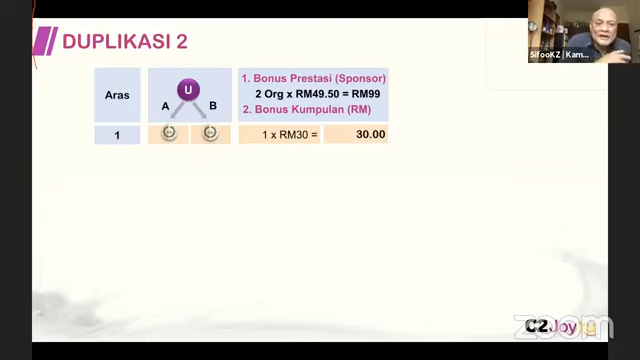 DUPLIKASI 2
Aras
U
A
B
1. Bonus Prestasi (Sponsor)
2 Org x RM49.50 = RM99
2. Bonus Kumpulan (RM)
1
1 x RM30 =
30.00
SifooKZ | Kam...
C2Joy
zoom